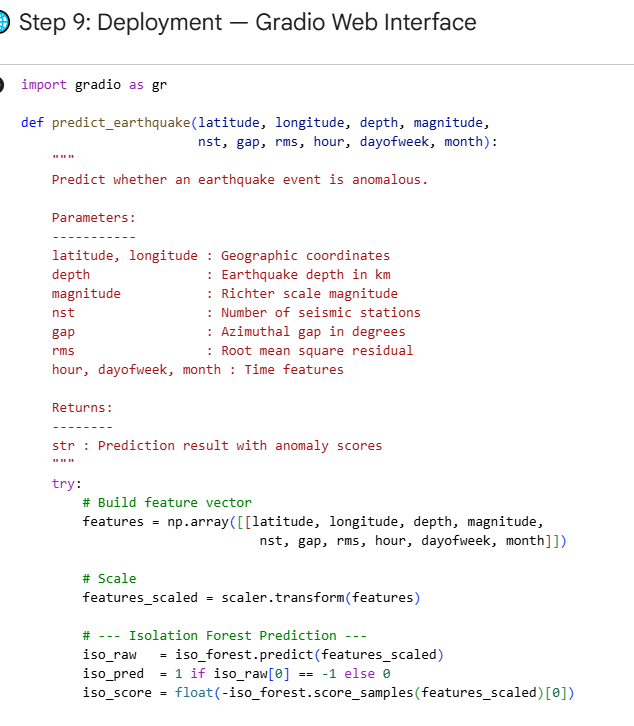 Step 9: Deployment — Gradio Web Interface
import gradio as gr
def predict_earthquake(latitude, longitude, depth, magnitude,
                       nst, gap, rms, hour, dayofweek, month):
    """
    Predict whether an earthquake event is anomalous.

    Parameters:
    -----------
    latitude, longitude : Geographic coordinates
    depth               : Earthquake depth in km
    magnitude           : Richter scale magnitude
    nst                 : Number of seismic stations
    gap                 : Azimuthal gap in degrees
    rms                 : Root mean square residual
    hour, dayofweek, month : Time features

    Returns:
    --------
    str : Prediction result with anomaly scores
    """
    try:
        # Build feature vector
        features = np.array([[latitude, longitude, depth, magnitude,
                               nst, gap, rms, hour, dayofweek, month]])

        # Scale
        features_scaled = scaler.transform(features)

        # --- Isolation Forest Prediction ---
        iso_raw   = iso_forest.predict(features_scaled)
        iso_pred  = 1 if iso_raw[0] == -1 else 0
        iso_score = float(-iso_forest.score_samples(features_scaled)[0])